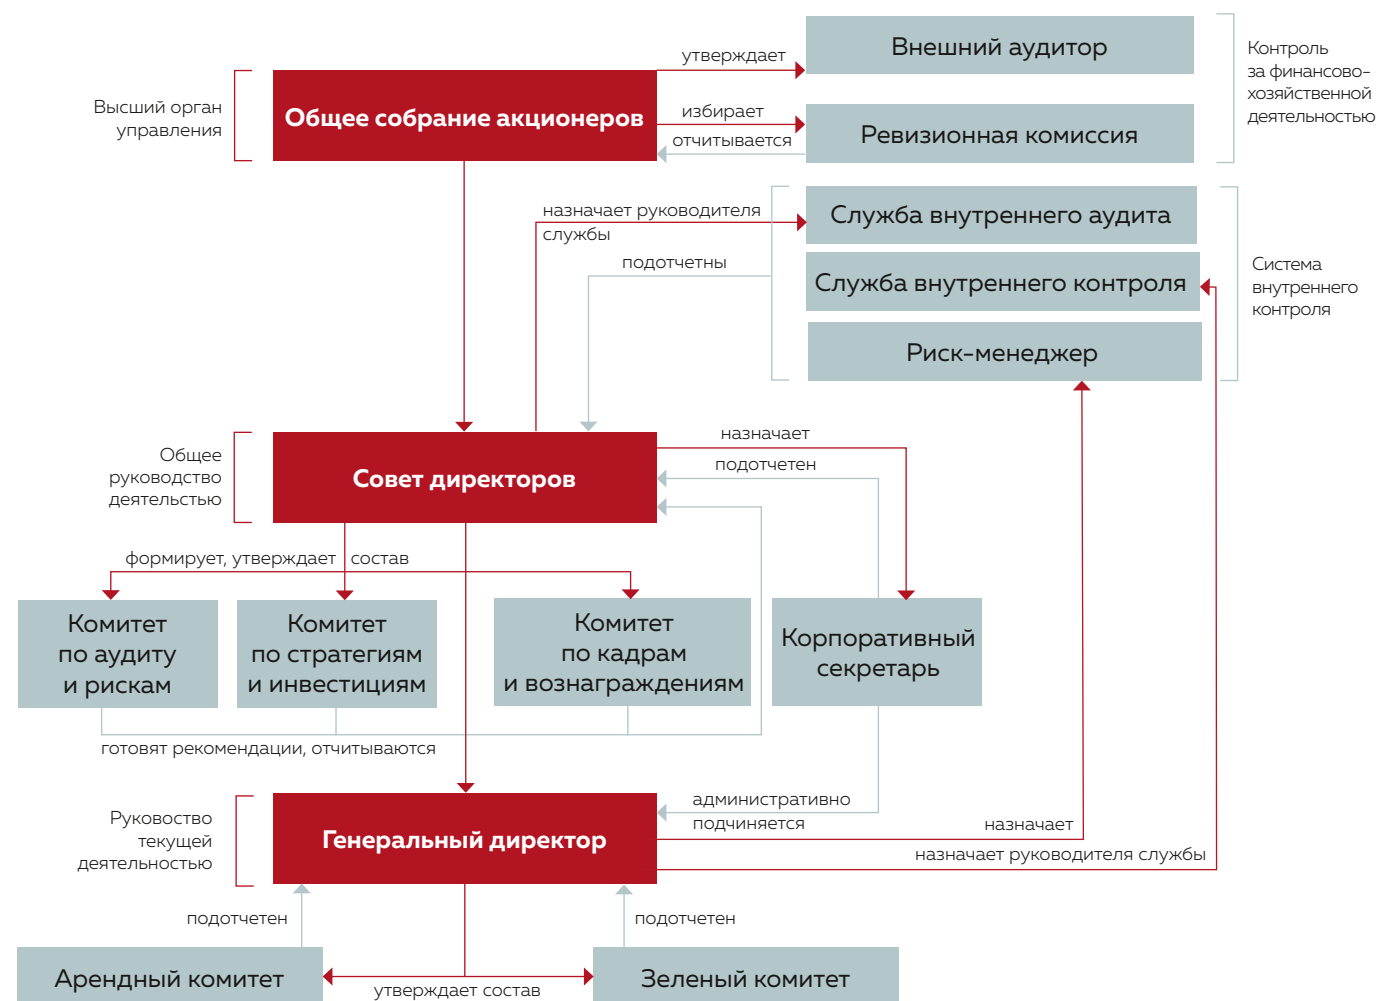 утверждает
Внешний аудитор
Контроль
за финансово-
хозяйственной
деятельностью
Высший орган
управления
Общее собрание акционеров
избирает
отчитывается
Ревизионная комиссия
назначает руководителя
службы
Служба внутреннего аудита
подотчетны
Служба внутреннего контроля
Система
внутреннего
контроля
Риск-менеджер
Общее
руководство
деятельстью
Совет директоров
назначает
подотчетен
формирует, утверждает состав
Комитет
по аудиту
и рискам
Комитет
по стратегиям
и инвестициям
Комитет
по кадрам
и вознаграждениям
Корпоративный
секретарь
готовят рекомендации, отчитываются
Руковоство
текущей
деятельностью
Генеральный директор
административно
подчиняется
назначает
назначает руководителя службы
подотчетен
подотчетен
Арендный комитет
утверждает состав
Зеленый комитет